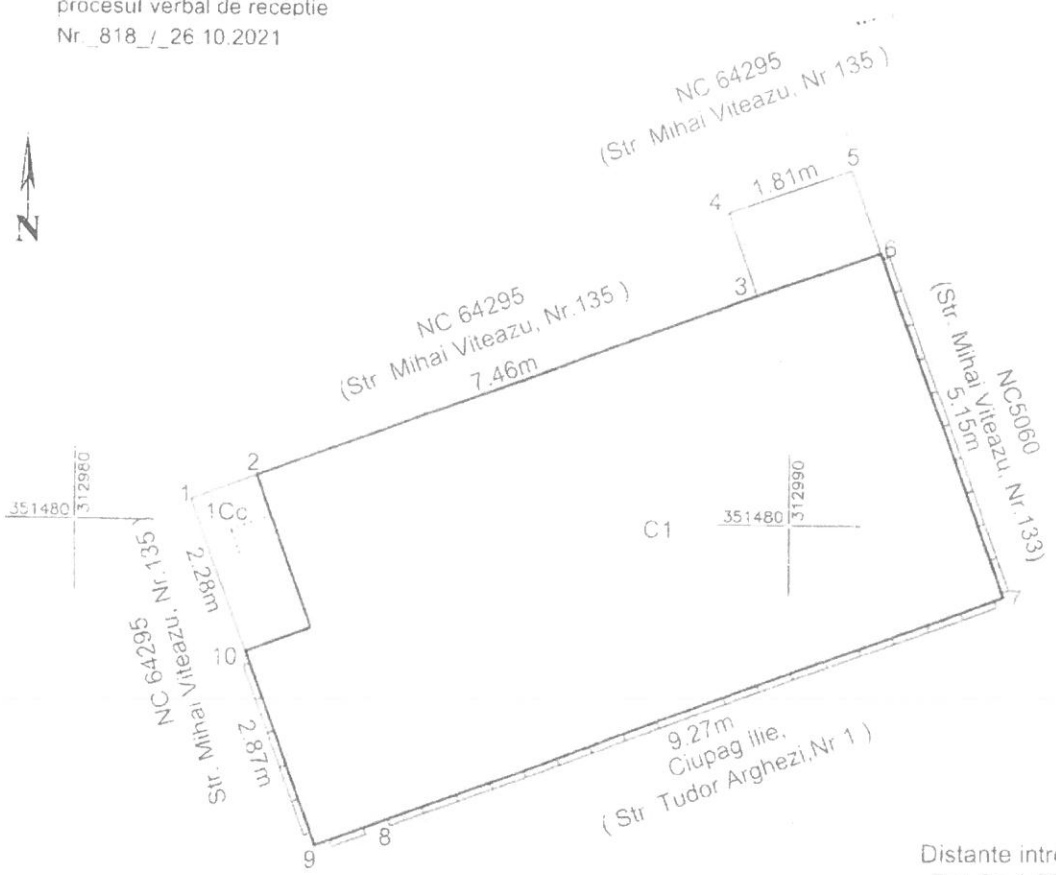 procesul verbal de receptie
Nr _818_/_26 10.2021
NC 64295
(Str Mihai Viteazu, Nr 135 )
N
5
1.81m
4
6
3
NC 64295
(Str Mihai Viteazu, Nr.135 )
7.46m
(Str. Mihai Viteazu, Nr.133)
5.15m
NC5060
2
1
1Cc
351480
312980
C1
351480
312990
2.28m
NC 64295
Str. Mihai Viteazu, Nr.135 )
7
10
2.87m
9.27m
Ciupag Ilie,
( Str Tudor Arghezi,Nr 1 )
8
9
Distante intre